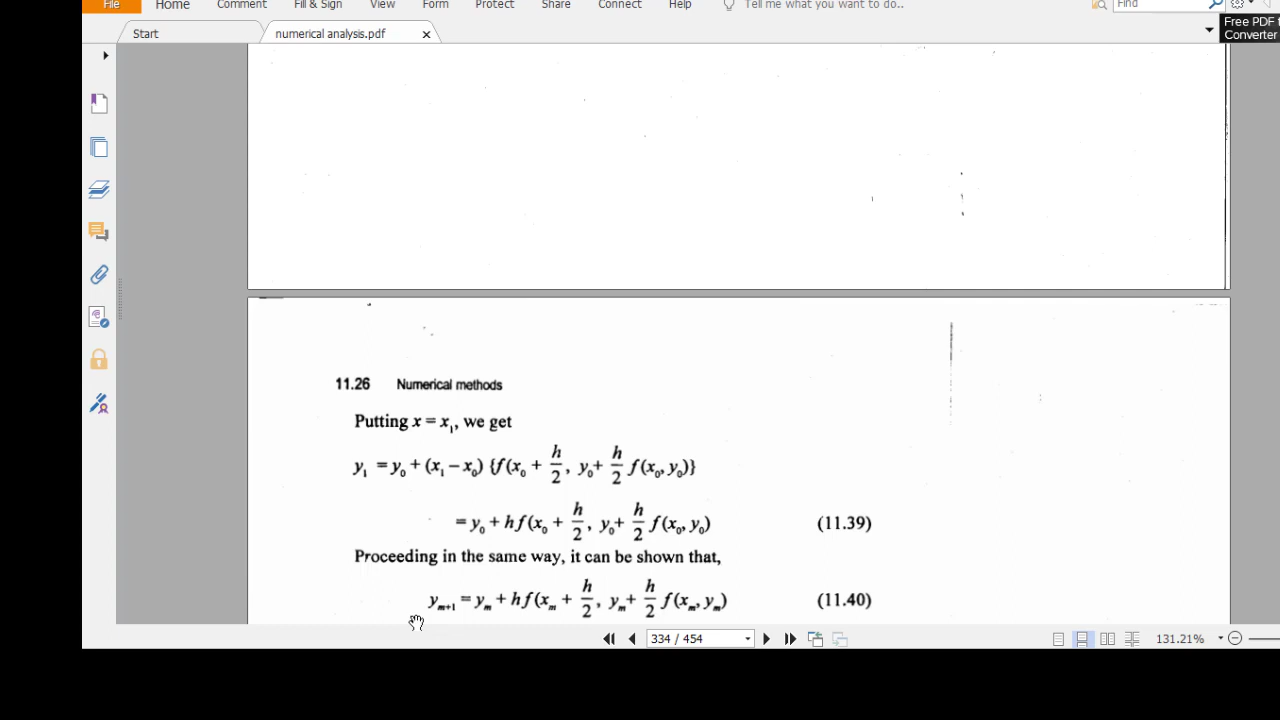 File Home Comment Fill & Sign View Form Protect Share Connect Help Tell me what you want to do.. Find
Start numerical analysis.pdf × Free PDF t
Converter
11.26 Numerical methods
Putting x = x₁, we get
y₁ = y₀ + (x₁ − x₀) {f(x₀ + h/2, y₀+ h/2 f(x₀, y₀)}
= y₀ + hf(x₀ + h/2, y₀+ h/2 f(x₀, y₀) (11.39)
Proceeding in the same way, it can be shown that,
yₘ₊₁ = yₘ + hf(xₘ + h/2, yₘ+ h/2 f(xₘ, yₘ) (11.40)
334 / 454 131.21%